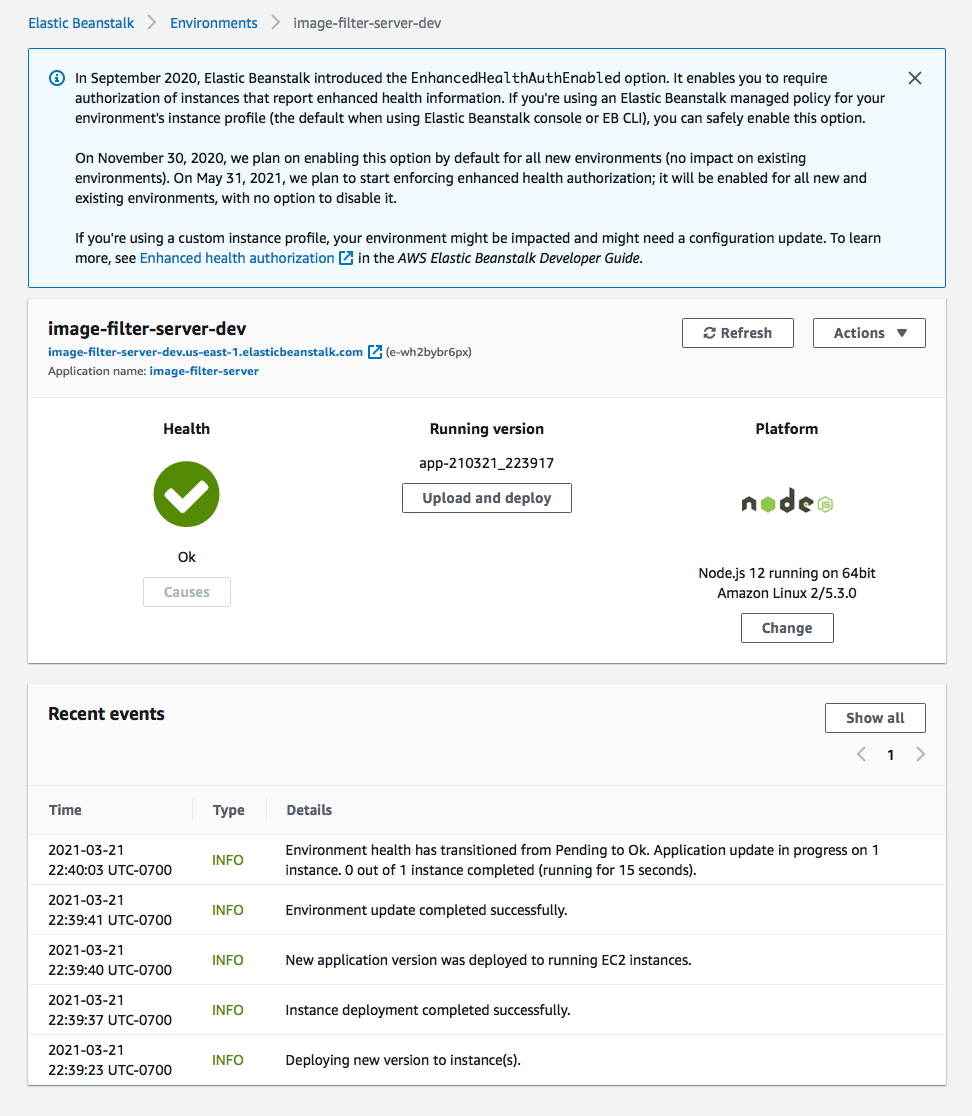 Elastic Beanstalk > Environments > image-filter-server-dev
In September 2020, Elastic Beanstalk introduced the EnhancedHealthAuthEnabled option. It enables you to require
authorization of instances that report enhanced health information. If you're using an Elastic Beanstalk managed policy for your
environment's instance profile (the default when using Elastic Beanstalk console or EB CLI), you can safely enable this option.
On November 30, 2020, we plan on enabling this option by default for all new environments (no impact on existing
environments). On May 31, 2021, we plan to start enforcing enhanced health authorization; it will be enabled for all new and
existing environments, with no option to disable it.
If you're using a custom instance profile, your environment might be impacted and might need a configuration update. To learn
more, see Enhanced health authorization in the AWS Elastic Beanstalk Developer Guide.
image-filter-server-dev
Refresh
Actions
image-filter-server-dev.us-east-1.elasticbeanstalk.com (e-wh2bybr6px)
Application name: image-filter-server
Health
Ok
Causes
Running version
app-210321_223917
Upload and deploy
Platform
node JS
Node.js 12 running on 64bit
Amazon Linux 2/5.3.0
Change
Recent events
Show all
< 1 >
Time Type Details
2021-03-21
22:40:03 UTC-0700
INFO
Environment health has transitioned from Pending to Ok. Application update in progress on 1
instance. 0 out of 1 instance completed (running for 15 seconds).
2021-03-21
22:39:41 UTC-0700
INFO
Environment update completed successfully.
2021-03-21
22:39:40 UTC-0700
INFO
New application version was deployed to running EC2 instances.
2021-03-21
22:39:37 UTC-0700
INFO
Instance deployment completed successfully.
2021-03-21
22:39:23 UTC-0700
INFO
Deploying new version to instance(s).